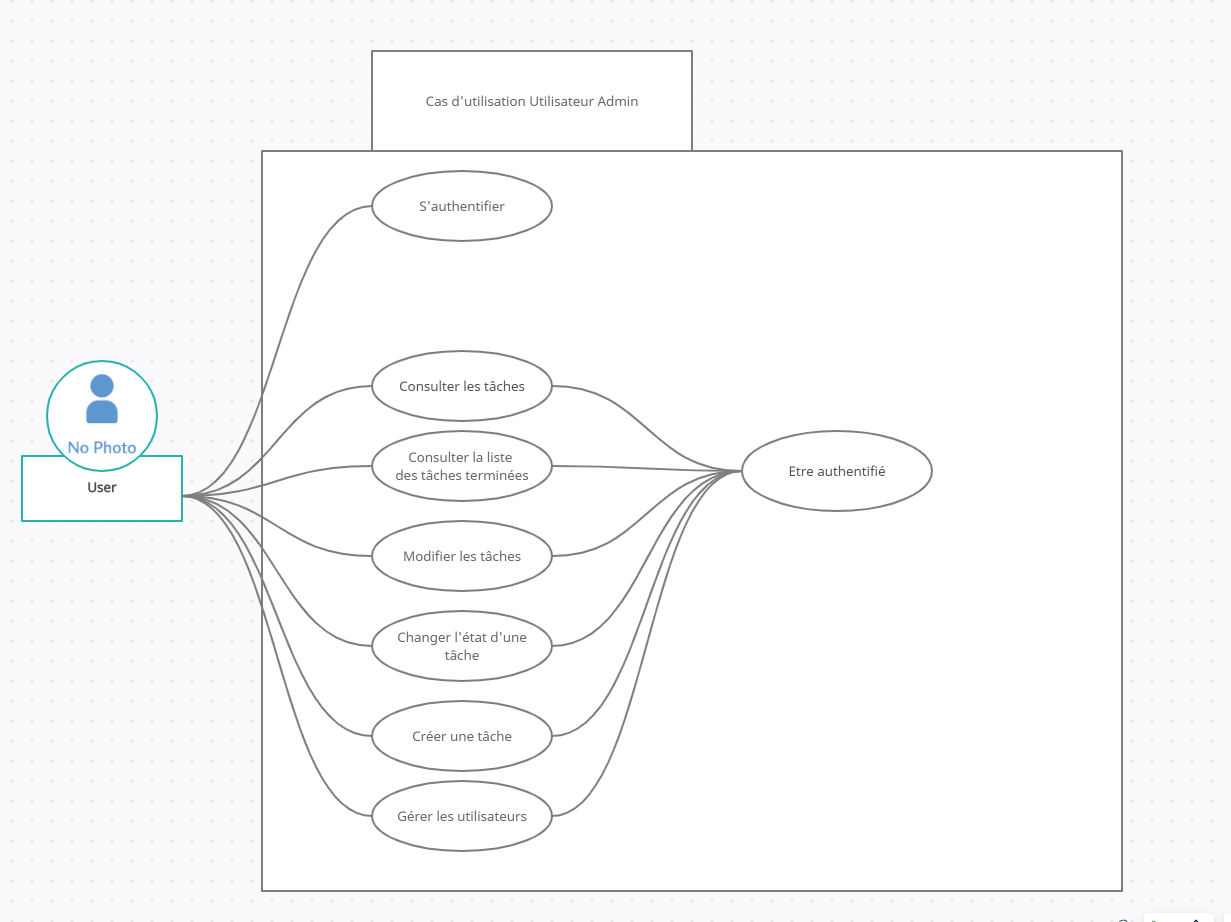 Cas d'utilisation Utilisateur Admin
S'authentifier
Consulter les tâches
Consulter la liste
des tâches terminées
Modifier les tâches
Changer l'état d'une
tâche
Créer une tâche
Gérer les utilisateurs
Etre authentifié
No Photo
User